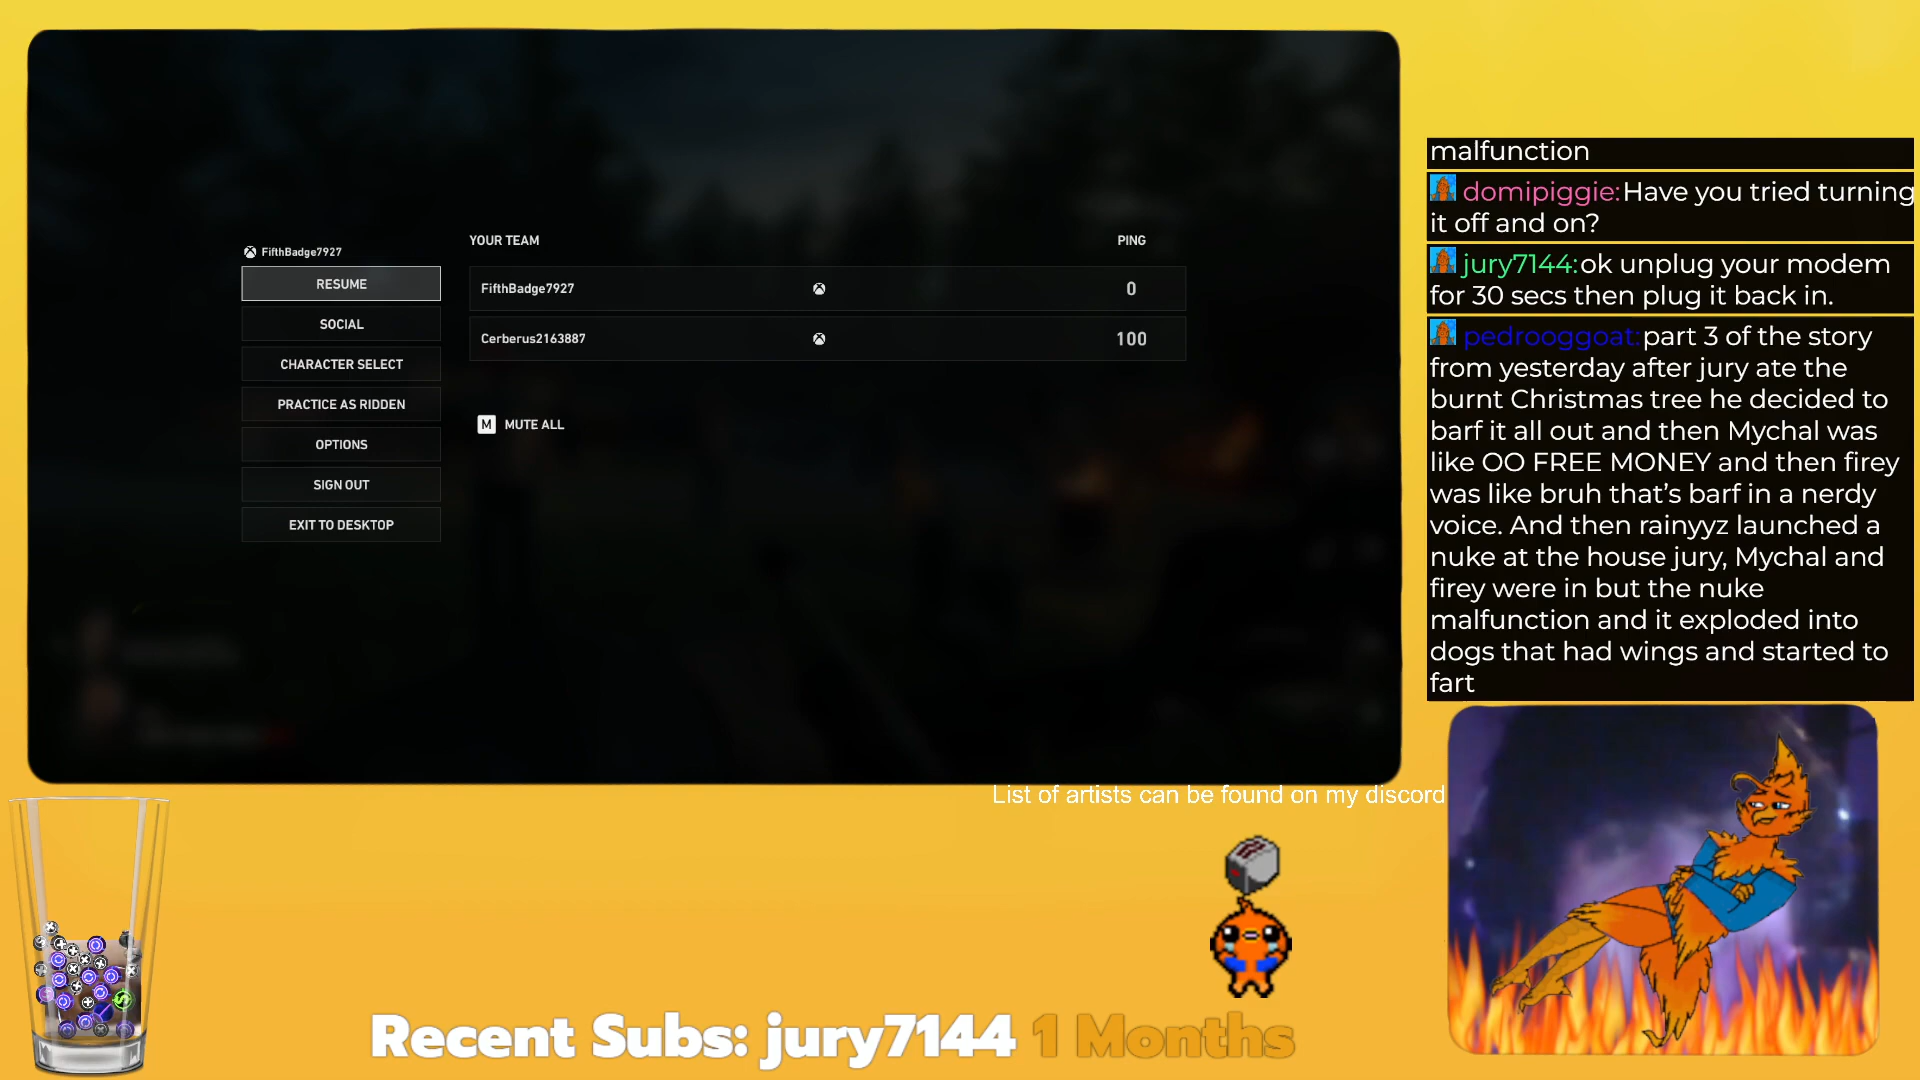 FifthBadge7927
RESUME
SOCIAL
CHARACTER SELECT
PRACTICE AS RIDDEN
OPTIONS
SIGN OUT
EXIT TO DESKTOP
YOUR TEAM PING
FifthBadge7927 0
Cerberus2163887 100
M MUTE ALL
malfunction
domipiggie:Have you tried turning
it off and on?
jury7144:ok unplug your modem
for 30 secs then plug it back in.
pedrooggoat:part 3 of the story
from yesterday after jury ate the
burnt Christmas tree he decided to
barf it all out and then Mychal was
like OO FREE MONEY and then firey
was like bruh that’s barf in a nerdy
voice. And then rainyyz launched a
nuke at the house jury, Mychal and
firey were in but the nuke
malfunction and it exploded into
dogs that had wings and started to
fart
List of artists can be found on my discord
Recent Subs: jury7144 1 Months